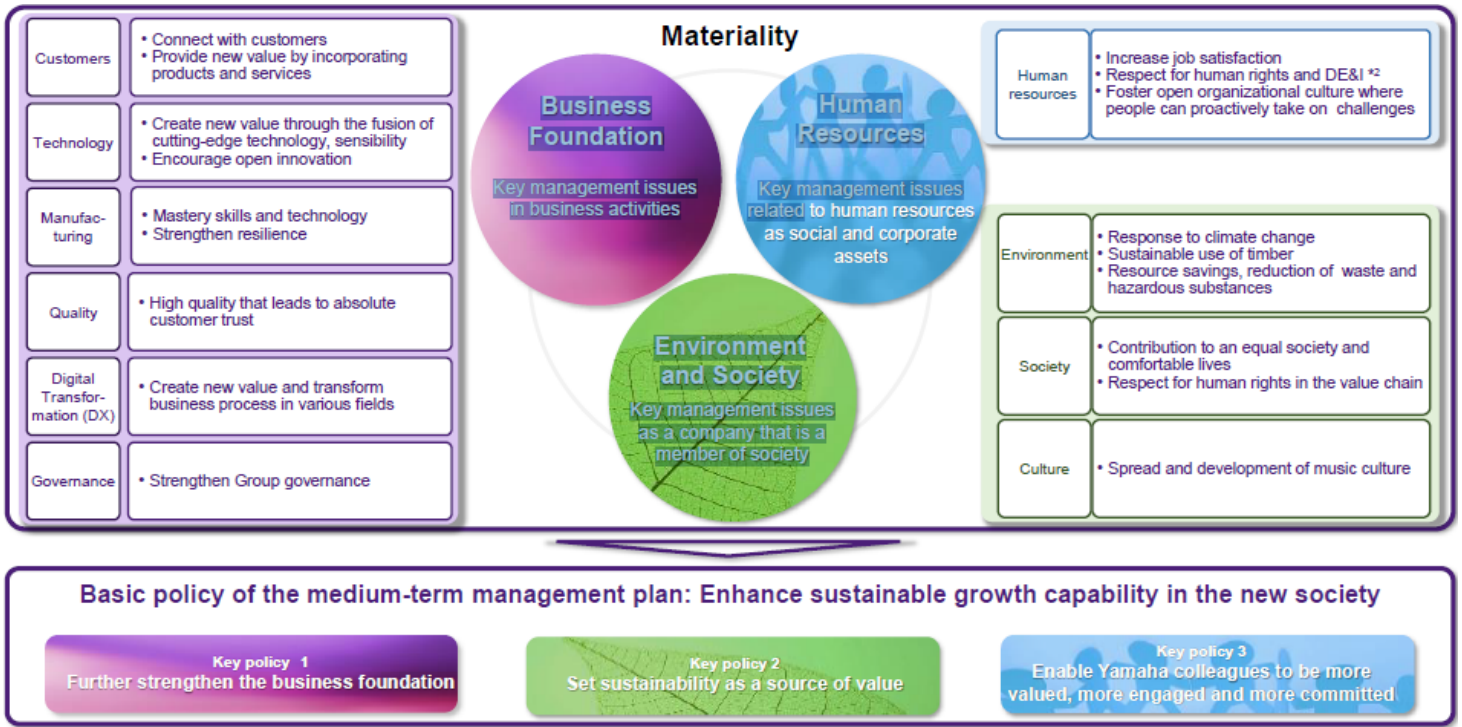 Materiality
Customers
• Connect with customers
• Provide new value by incorporating
products and services
Technology
• Create new value through the fusion of
cutting-edge technology, sensibility
• Encourage open innovation
Manufac-
turing
• Mastery skills and technology
• Strengthen resilience
Quality
• High quality that leads to absolute
customer trust
Digital
Transfor-
mation (DX)
• Create new value and transform
business process in various fields
Governance
• Strengthen Group governance
Business
Foundation
Key management issues
in business activities
Human
Resources
Key management issues
related to human resources
as social and corporate
assets
Environment
and Society
Key management issues
as a company that is a
member of society
Human
resources
• Increase job satisfaction
• Respect for human rights and DE&I *2
• Foster open organizational culture where
people can proactively take on challenges
Environment
• Response to climate change
• Sustainable use of timber
• Resource savings, reduction of waste and
hazardous substances
Society
• Contribution to an equal society and
comfortable lives
• Respect for human rights in the value chain
Culture
• Spread and development of music culture
Basic policy of the medium-term management plan: Enhance sustainable growth capability in the new society
Key policy 1
Further strengthen the business foundation
Key policy 2
Set sustainability as a source of value
Key policy 3
Enable Yamaha colleagues to be more
valued, more engaged and more committed